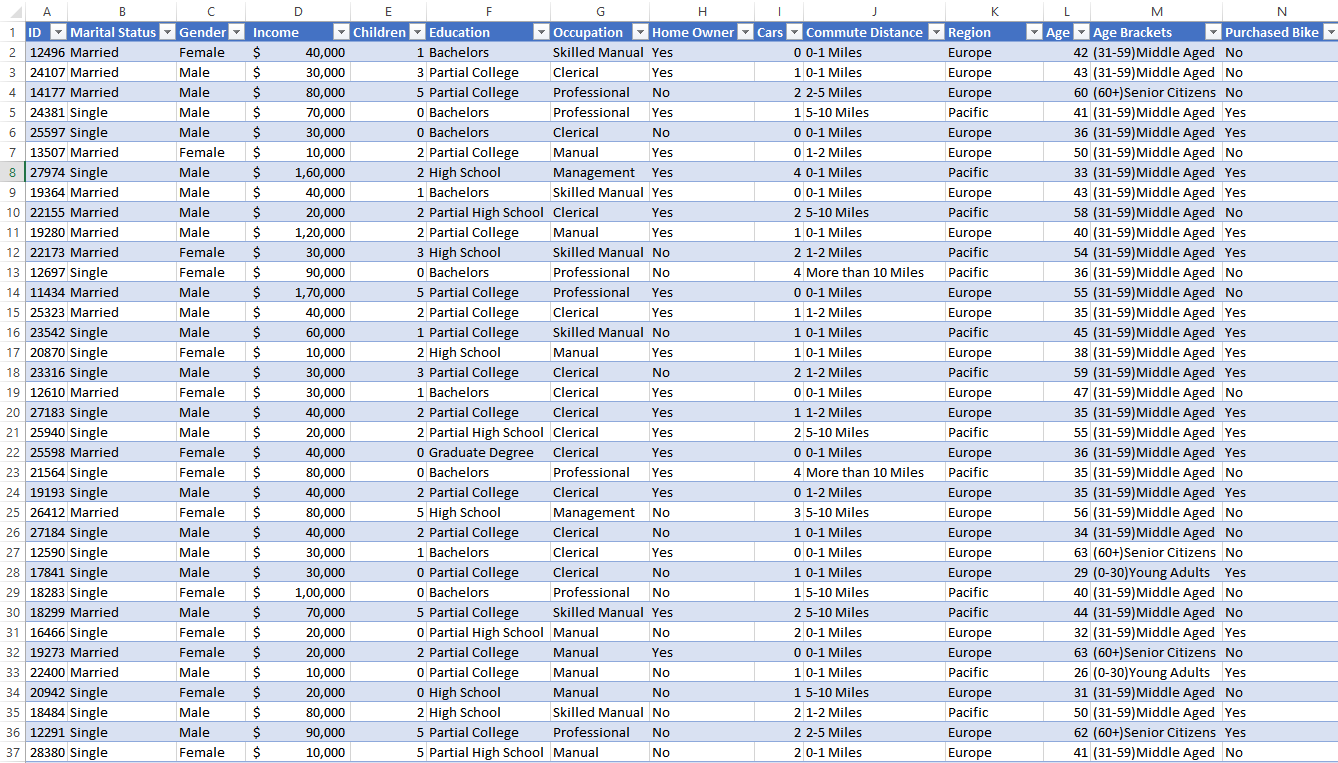 A B C D E F G H I J K L M N
1 ID Marital Status Gender Income Children Education Occupation Home Owner Cars Commute Distance Region Age Age Brackets Purchased Bike
2 12496 Married Female $ 40,000 1 Bachelors Skilled Manual Yes 0 0-1 Miles Europe 42 (31-59)Middle Aged No
3 24107 Married Male $ 30,000 3 Partial College Clerical Yes 1 0-1 Miles Europe 43 (31-59)Middle Aged No
4 14177 Married Male $ 80,000 5 Partial College Professional No 2 2-5 Miles Europe 60 (60+)Senior Citizens No
5 24381 Single Male $ 70,000 0 Bachelors Professional Yes 1 5-10 Miles Pacific 41 (31-59)Middle Aged Yes
6 25597 Single Male $ 30,000 0 Bachelors Clerical No 0 0-1 Miles Europe 36 (31-59)Middle Aged Yes
7 13507 Married Female $ 10,000 2 Partial College Manual Yes 0 1-2 Miles Europe 50 (31-59)Middle Aged No
8 27974 Single Male $ 1,60,000 2 High School Management Yes 4 0-1 Miles Pacific 33 (31-59)Middle Aged Yes
9 19364 Married Male $ 40,000 1 Bachelors Skilled Manual Yes 0 0-1 Miles Europe 43 (31-59)Middle Aged Yes
10 22155 Married Male $ 20,000 2 Partial High School Clerical Yes 2 5-10 Miles Pacific 58 (31-59)Middle Aged No
11 19280 Married Male $ 1,20,000 2 Partial College Manual Yes 1 0-1 Miles Europe 40 (31-59)Middle Aged Yes
12 22173 Married Female $ 30,000 3 High School Skilled Manual No 2 1-2 Miles Pacific 54 (31-59)Middle Aged Yes
13 12697 Single Female $ 90,000 0 Bachelors Professional No 4 More than 10 Miles Pacific 36 (31-59)Middle Aged No
14 11434 Married Male $ 1,70,000 5 Partial College Professional Yes 0 0-1 Miles Europe 55 (31-59)Middle Aged No
15 25323 Married Male $ 40,000 2 Partial College Clerical Yes 1 1-2 Miles Europe 35 (31-59)Middle Aged Yes
16 23542 Single Male $ 60,000 1 Partial College Skilled Manual No 1 0-1 Miles Pacific 45 (31-59)Middle Aged Yes
17 20870 Single Female $ 10,000 2 High School Manual Yes 1 0-1 Miles Europe 38 (31-59)Middle Aged Yes
18 23316 Single Male $ 30,000 3 Partial College Clerical No 2 1-2 Miles Pacific 59 (31-59)Middle Aged Yes
19 12610 Married Female $ 30,000 1 Bachelors Clerical Yes 0 0-1 Miles Europe 47 (31-59)Middle Aged No
20 27183 Single Male $ 40,000 2 Partial College Clerical Yes 1 1-2 Miles Europe 35 (31-59)Middle Aged Yes
21 25940 Single Male $ 20,000 2 Partial High School Clerical Yes 2 5-10 Miles Pacific 55 (31-59)Middle Aged Yes
22 25598 Married Female $ 40,000 0 Graduate Degree Clerical Yes 0 0-1 Miles Europe 36 (31-59)Middle Aged Yes
23 21564 Single Female $ 80,000 0 Bachelors Professional Yes 4 More than 10 Miles Pacific 35 (31-59)Middle Aged No
24 19193 Single Male $ 40,000 2 Partial College Clerical Yes 0 1-2 Miles Europe 35 (31-59)Middle Aged Yes
25 26412 Married Female $ 80,000 5 High School Management No 3 5-10 Miles Europe 56 (31-59)Middle Aged No
26 27184 Single Male $ 40,000 2 Partial College Clerical No 1 0-1 Miles Europe 34 (31-59)Middle Aged No
27 12590 Single Male $ 30,000 1 Bachelors Clerical Yes 0 0-1 Miles Europe 63 (60+)Senior Citizens No
28 17841 Single Male $ 30,000 0 Partial College Clerical No 1 0-1 Miles Europe 29 (0-30)Young Adults Yes
29 18283 Single Female $ 1,00,000 0 Bachelors Professional No 1 5-10 Miles Pacific 40 (31-59)Middle Aged No
30 18299 Married Male $ 70,000 5 Partial College Skilled Manual Yes 2 5-10 Miles Pacific 44 (31-59)Middle Aged No
31 16466 Single Female $ 20,000 0 Partial High School Manual No 2 0-1 Miles Europe 32 (31-59)Middle Aged Yes
32 19273 Married Female $ 20,000 2 Partial College Manual Yes 0 0-1 Miles Europe 63 (60+)Senior Citizens No
33 22400 Married Male $ 10,000 0 Partial College Manual No 1 0-1 Miles Pacific 26 (0-30)Young Adults Yes
34 20942 Single Female $ 20,000 0 High School Manual No 1 5-10 Miles Europe 31 (31-59)Middle Aged No
35 18484 Single Male $ 80,000 2 High School Skilled Manual No 2 1-2 Miles Pacific 50 (31-59)Middle Aged Yes
36 12291 Single Male $ 90,000 5 Partial College Professional No 2 2-5 Miles Europe 62 (60+)Senior Citizens Yes
37 28380 Single Female $ 10,000 5 Partial High School Manual No 2 0-1 Miles Europe 41 (31-59)Middle Aged No